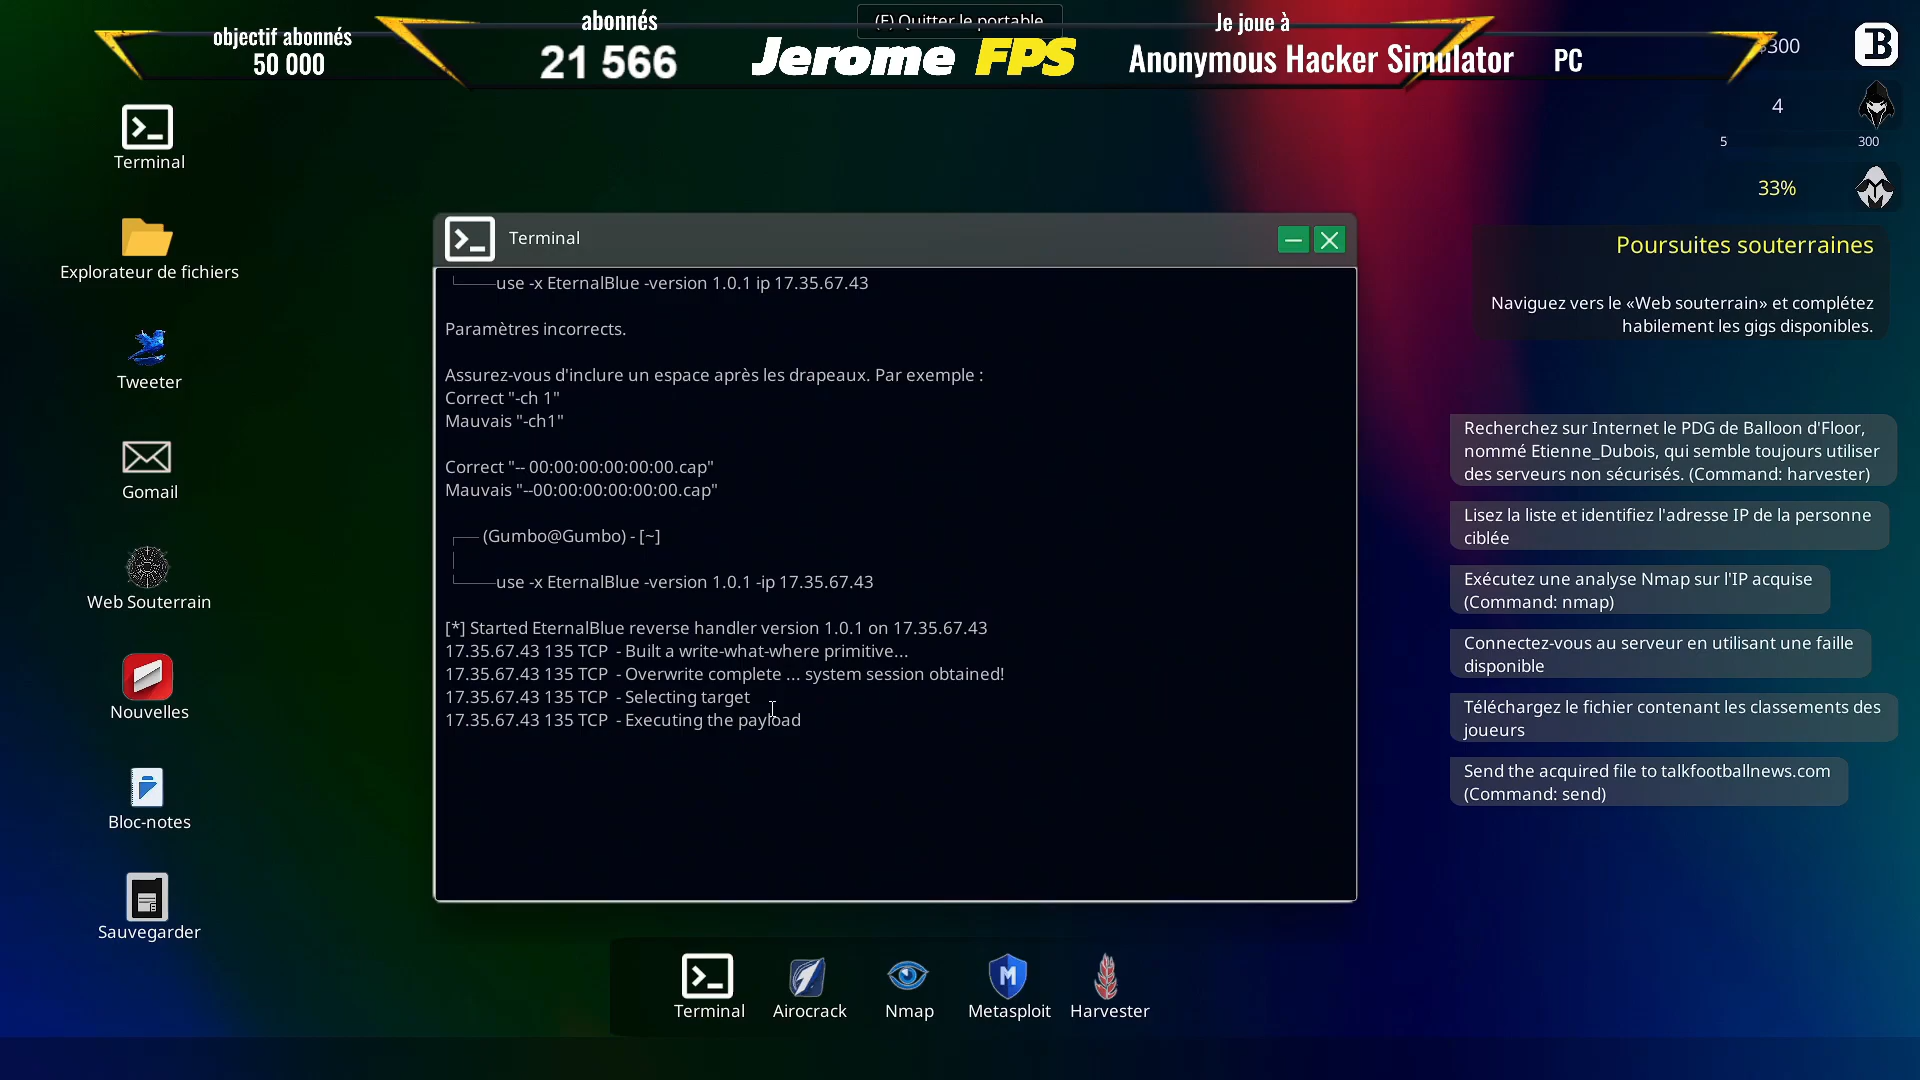 (F) Quitter le portable
objectif abonnés
50 000
abonnés
21 566
Jerome FPS
Je joue à
Anonymous Hacker Simulator
PC
300
B
4
5
300
33%
Poursuites souterraines
Naviguez vers le «Web souterrain» et complétez
habilement les gigs disponibles.
Recherchez sur Internet le PDG de Balloon d'Floor,
nommé Etienne_Dubois, qui semble toujours utiliser
des serveurs non sécurisés. (Command: harvester)
Lisez la liste et identifiez l'adresse IP de la personne
ciblée
Exécutez une analyse Nmap sur l'IP acquise
(Command: nmap)
Connectez-vous au serveur en utilisant une faille
disponible
Téléchargez le fichier contenant les classements des
joueurs
Send the acquired file to talkfootballnews.com
(Command: send)
Terminal
Explorateur de fichiers
Tweeter
Gomail
Web Souterrain
Nouvelles
Bloc-notes
Sauvegarder
Terminal
use -x EternalBlue -version 1.0.1 ip 17.35.67.43
Paramètres incorrects.
Assurez-vous d'inclure un espace après les drapeaux. Par exemple :
Correct "-ch 1"
Mauvais "-ch1"
Correct "-- 00:00:00:00:00:00.cap"
Mauvais "--00:00:00:00:00:00.cap"
(Gumbo@Gumbo) - [~]
use -x EternalBlue -version 1.0.1 -ip 17.35.67.43
[*] Started EternalBlue reverse handler version 1.0.1 on 17.35.67.43
17.35.67.43 135 TCP  - Built a write-what-where primitive...
17.35.67.43 135 TCP  - Overwrite complete ... system session obtained!
17.35.67.43 135 TCP  - Selecting target
17.35.67.43 135 TCP  - Executing the payload
Terminal
Airocrack
Nmap
M
Metasploit
Harvester